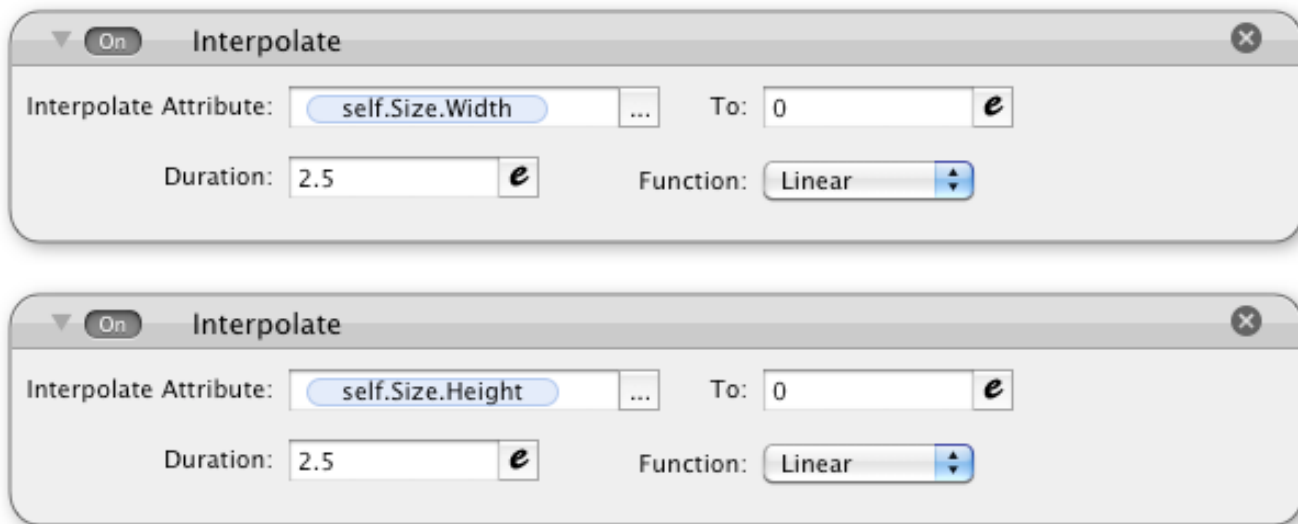 On Interpolate
Interpolate Attribute: self.Size.Width ... To: 0 e
Duration: 2.5 e Function: Linear
On Interpolate
Interpolate Attribute: self.Size.Height ... To: 0 e
Duration: 2.5 e Function: Linear